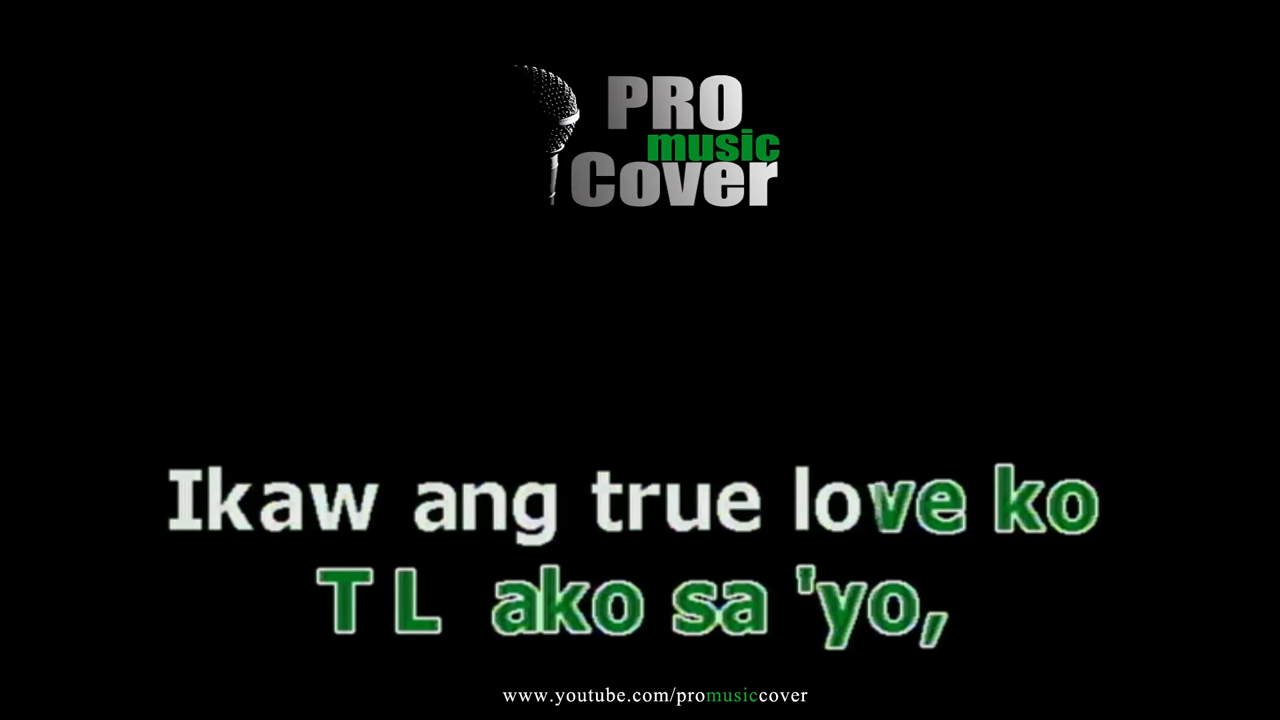 PRO
music
Cover
Ikaw ang true love ko
T L ako sa 'yo,
www.youtube.com/promusiccover